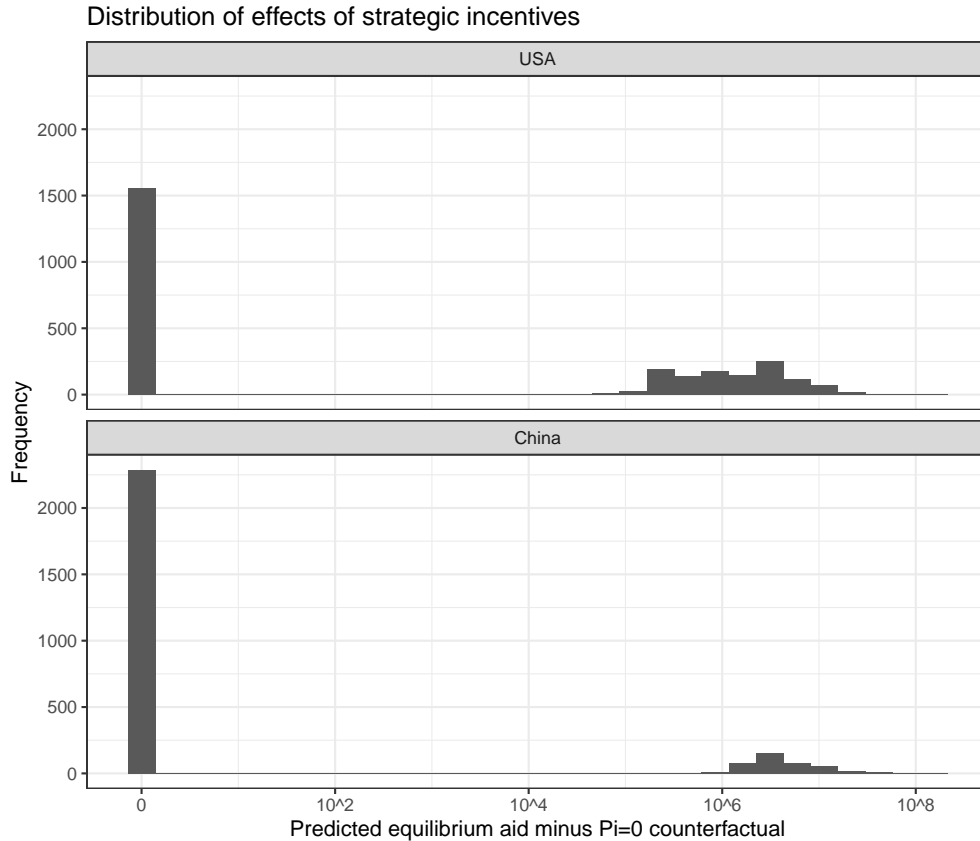 Distribution of effects of strategic incentives
USA
2000
1500
1000
500
0
China
2000
1500
1000
500
0
Frequency
0 10^2 10^4 10^6 10^8
Predicted equilibrium aid minus Pi=0 counterfactual